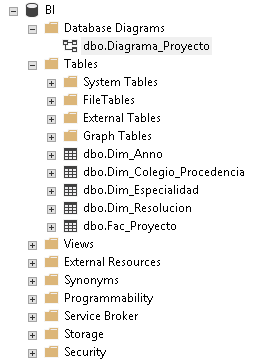 BI
Database Diagrams
dbo.Diagrama_Proyecto
Tables
System Tables
FileTables
External Tables
Graph Tables
dbo.Dim_Anno
dbo.Dim_Colegio_Procedencia
dbo.Dim_Especialidad
dbo.Dim_Resolucion
dbo.Fac_Proyecto
Views
External Resources
Synonyms
Programmability
Service Broker
Storage
Security